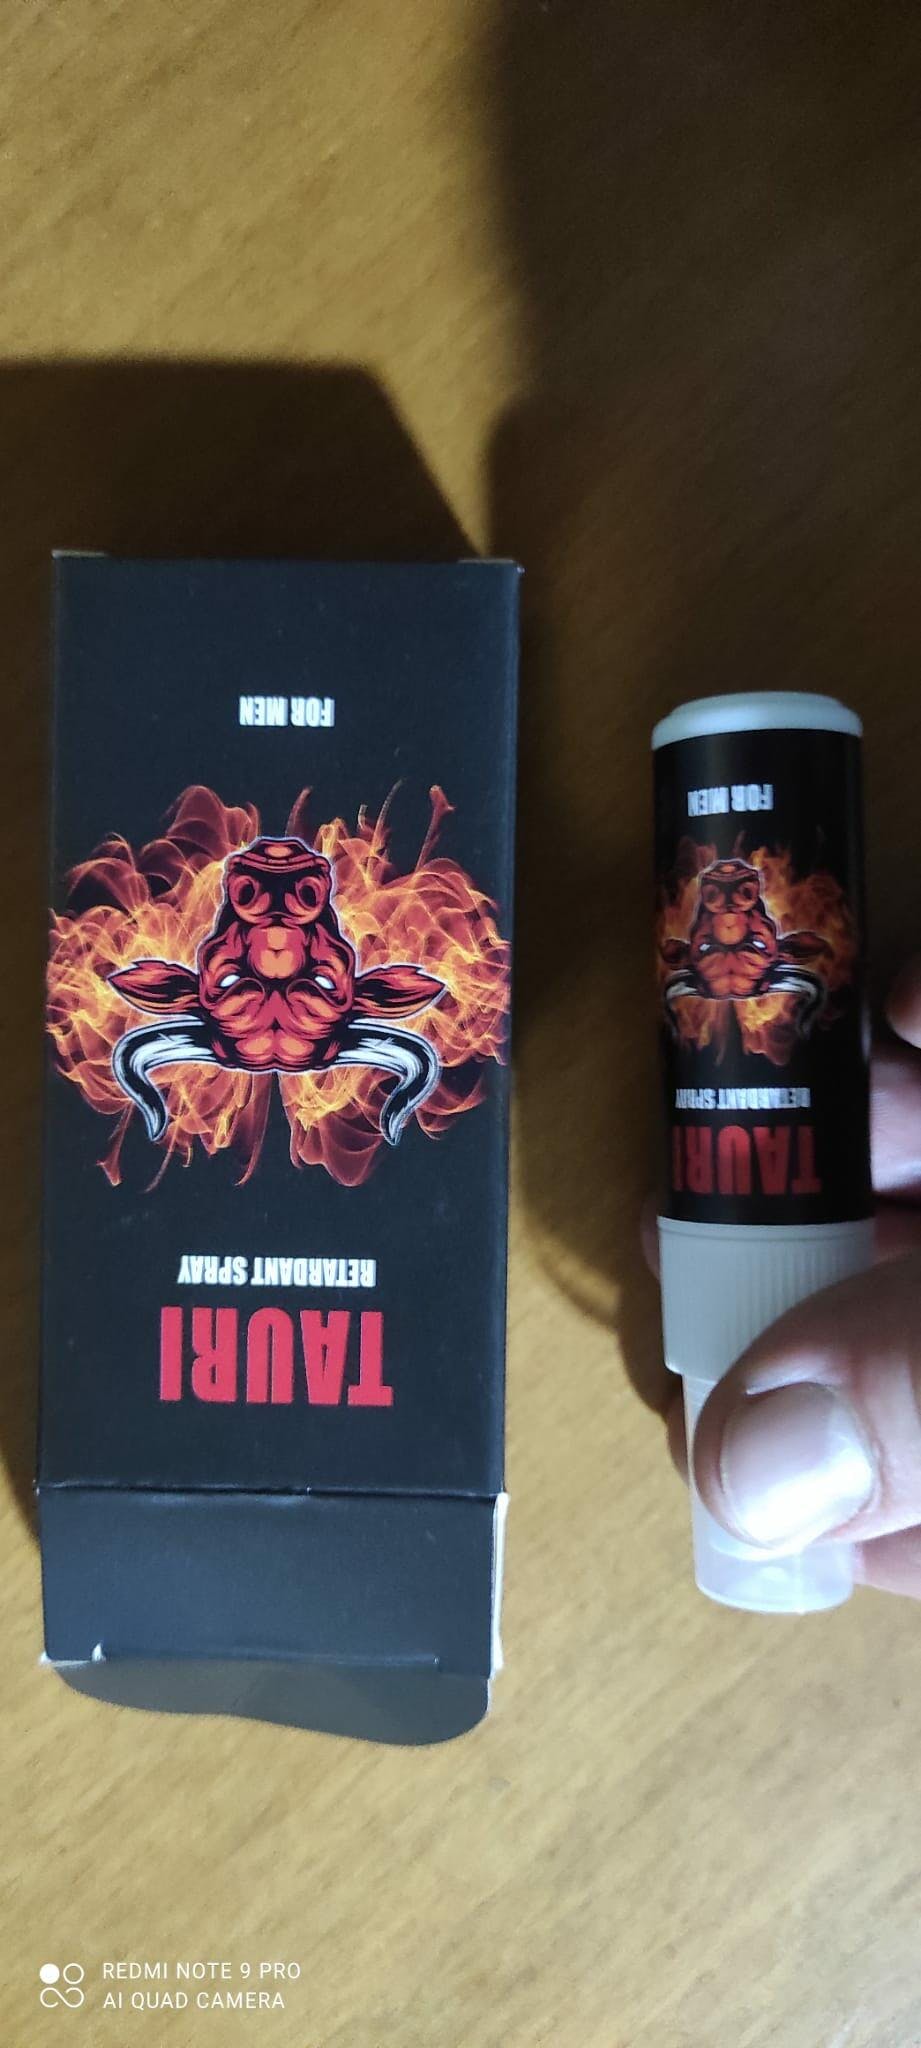 TAURI
RETARDANT SPRAY
FOR MEN
TAURI
RETARDANT SPRAY
FOR MEN
REDMI NOTE 9 PRO
AI QUAD CAMERA